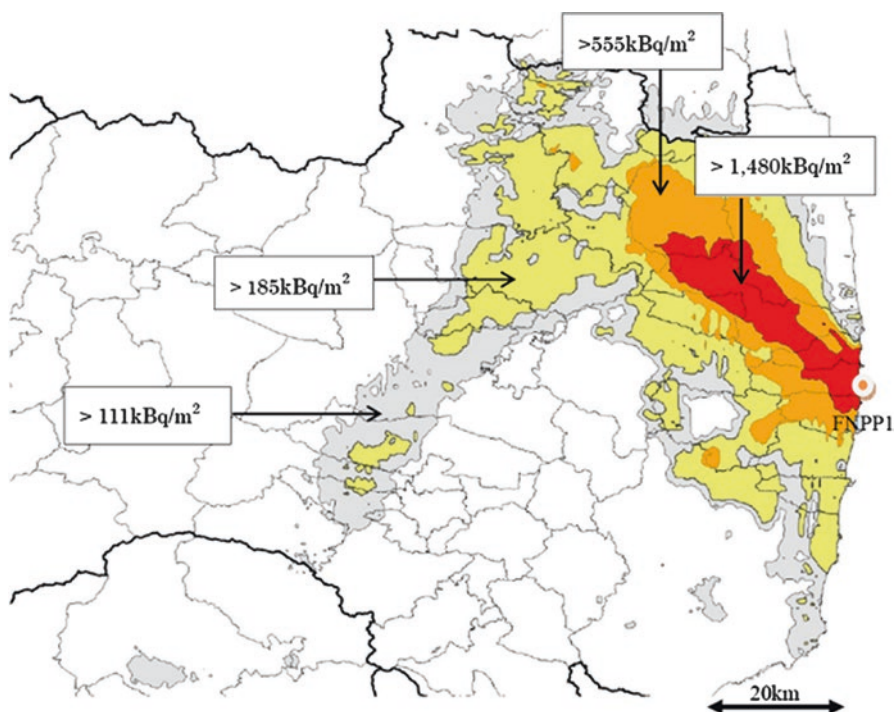 >555kBq/m²
> 1,480kBq/m²
> 185kBq/m²
> 111kBq/m²
FNPP1
20km